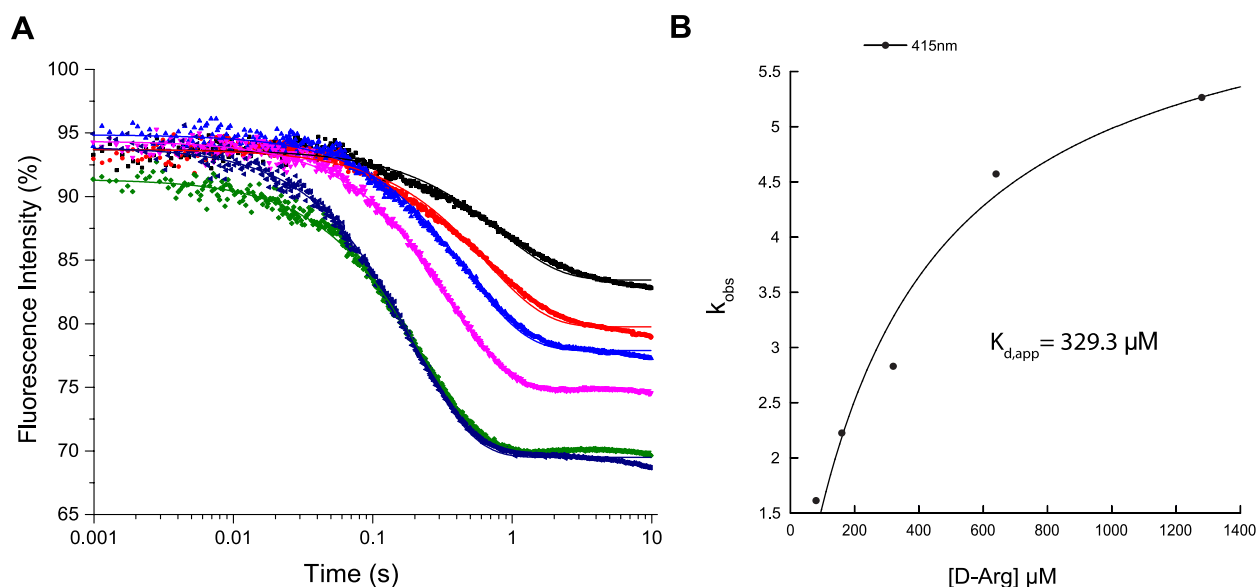 A
Fluorescence Intensity (%)
100
95
90
85
80
75
70
65
0.001 0.01 0.1 1 10
Time (s)
B
415nm
k_obs
5.5
5
4.5
4
3.5
3
2.5
2
1.5
K_d,app = 329.3 µM
0 200 400 600 800 1000 1200 1400
[D-Arg] µM